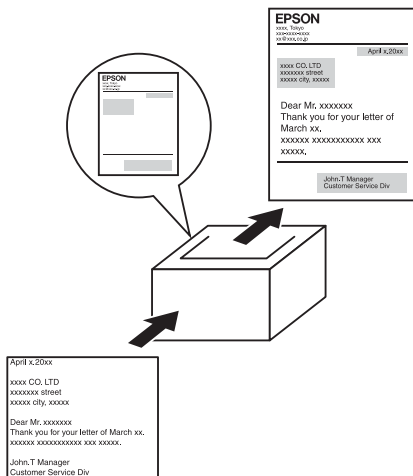 EPSON
xxxx, Tokyo
xxx-xxxx-xxxx
xx@xxx.co.jp
April x,20xx
xxxx CO. LTD
xxxxxxx street
xxxxx city, xxxxx
Dear Mr. xxxxxxx
Thank you for your letter of
March xx,
xxxxxx xxxxxxxxxxx xxx
xxxxx,
John.T Manager
Customer Service Div
EPSON
April x.20xx
xxxx CO. LTD
xxxxxxx street
xxxxx city, xxxxx
Dear Mr. xxxxxxx
Thank you for your letter of March xx.
xxxxxx xxxxxxxxxxx xxx xxxxx.
John.T Manager
Customer Service Div